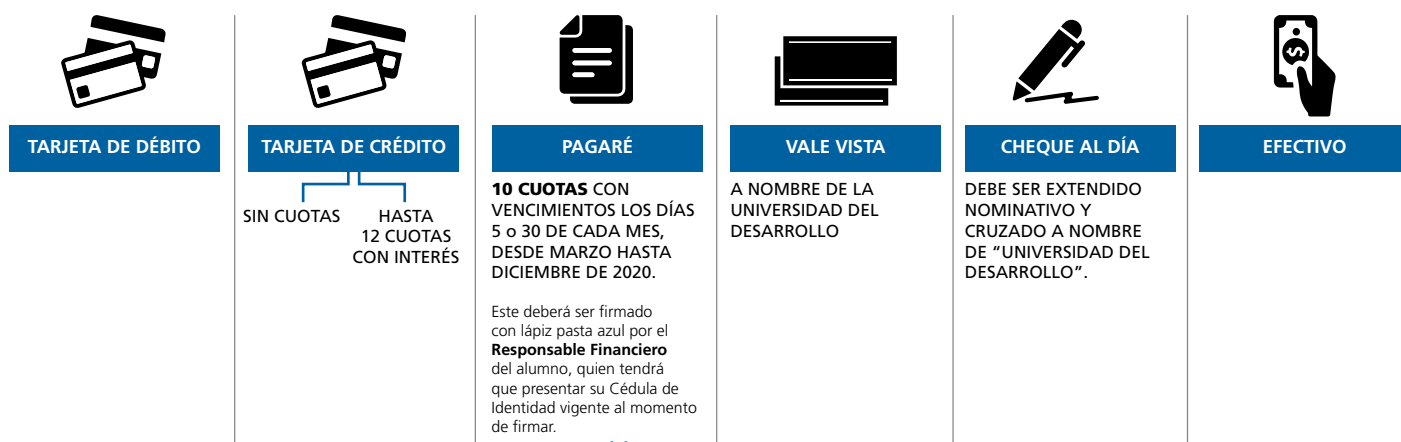 TARJETA DE DÉBITO
TARJETA DE CRÉDITO
SIN CUOTAS
HASTA
12 CUOTAS
CON INTERÉS
PAGARÉ
10 CUOTAS CON
VENCIMIENTOS LOS DÍAS
5 o 30 DE CADA MES,
DESDE MARZO HASTA
DICIEMBRE DE 2020.
Este deberá ser firmado
con lápiz pasta azul por el
Responsable Financiero
del alumno, quien tendrá
que presentar su Cédula de
Identidad vigente al momento
de firmar.
VALE VISTA
A NOMBRE DE LA
UNIVERSIDAD DEL
DESARROLLO
CHEQUE AL DÍA
DEBE SER EXTENDIDO
NOMINATIVO Y
CRUZADO A NOMBRE
DE “UNIVERSIDAD DEL
DESARROLLO”.
EFECTIVO